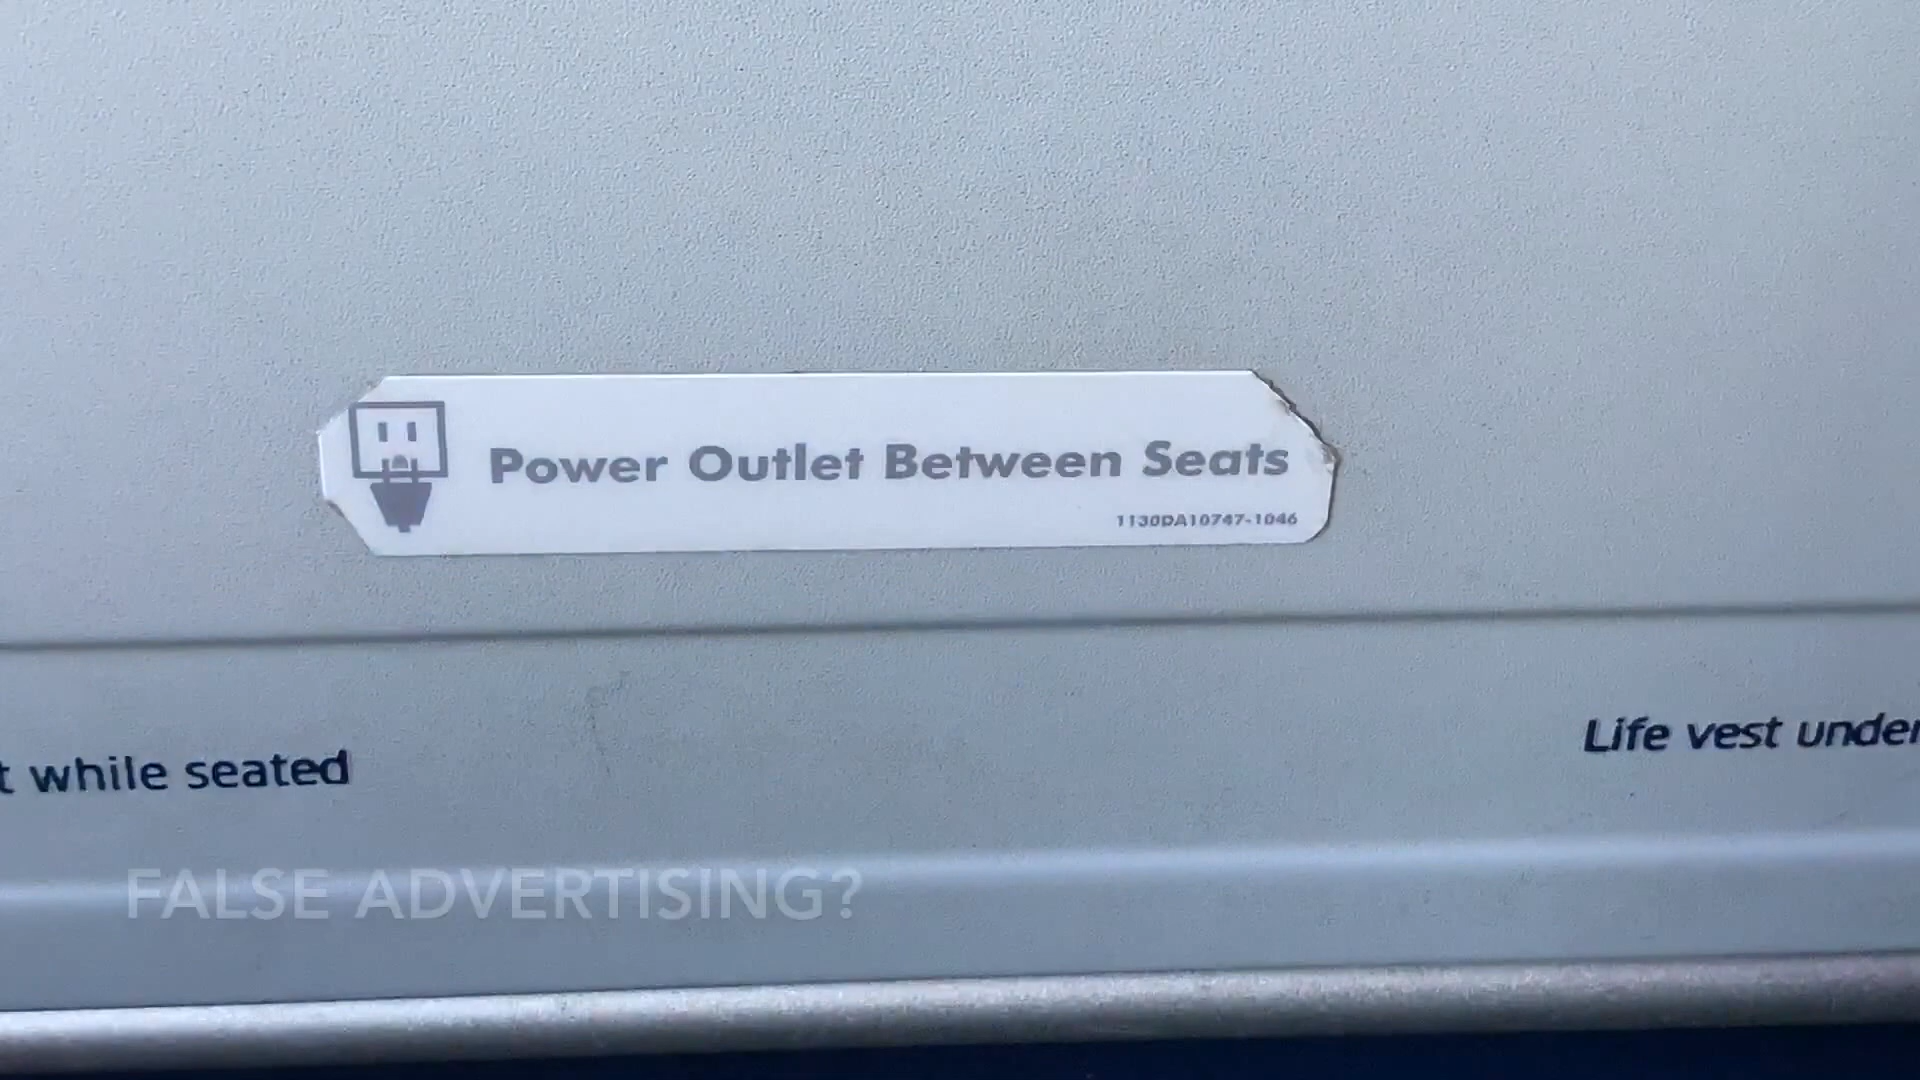 Power Outlet Between Seats
1130DA10747-1046
t while seated
Life vest under
FALSE ADVERTISING?